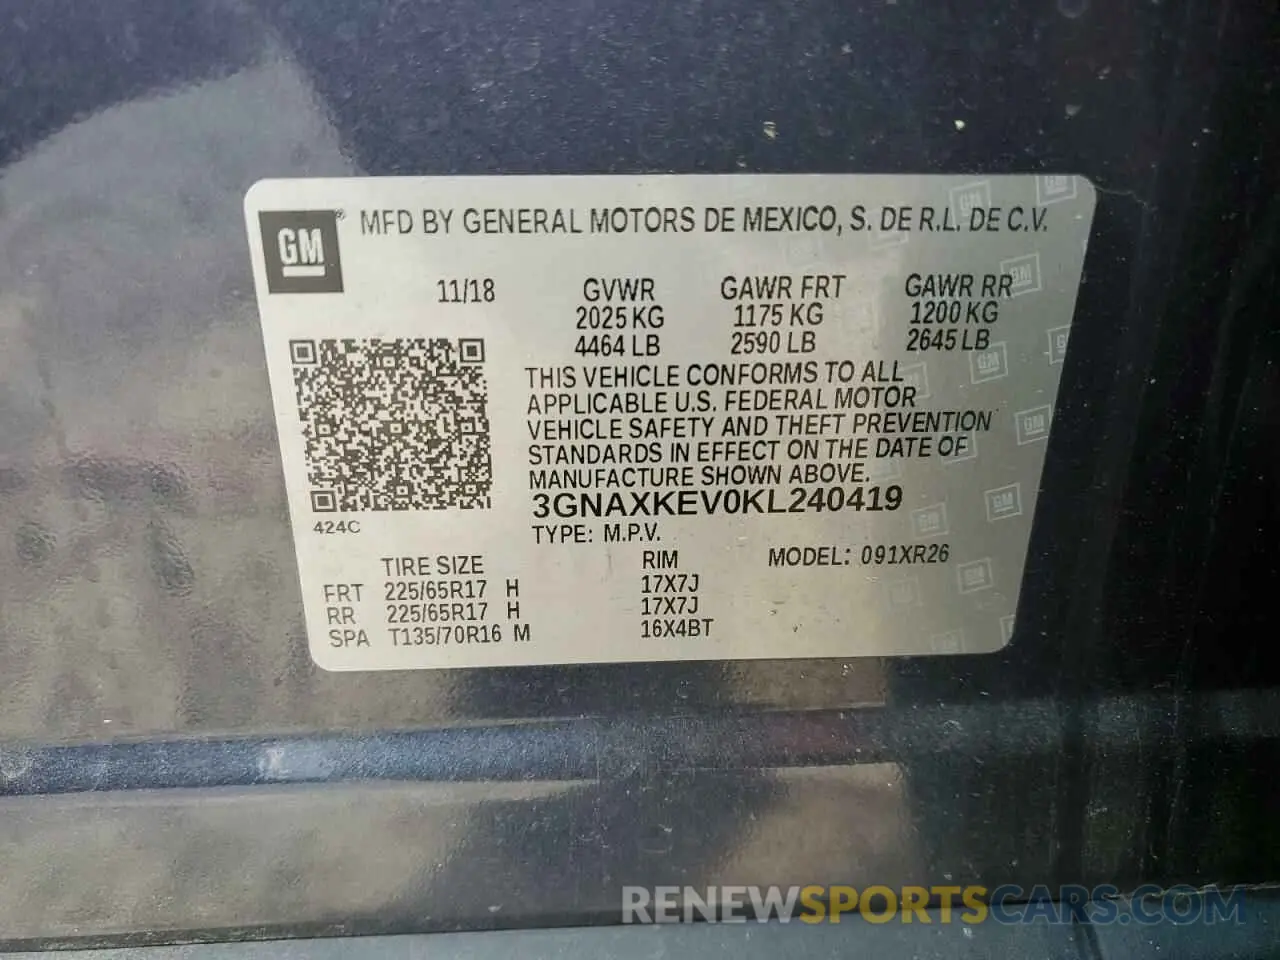 GM® MFD BY GENERAL MOTORS DE MEXICO, S. DE R.L. DE C.V.
11/18 GVWR GAWR FRT GAWR RR
2025 KG 1175 KG 1200 KG
4464 LB 2590 LB 2645 LB
THIS VEHICLE CONFORMS TO ALL
APPLICABLE U.S. FEDERAL MOTOR
VEHICLE SAFETY AND THEFT PREVENTION
STANDARDS IN EFFECT ON THE DATE OF
MANUFACTURE SHOWN ABOVE.
3GNAXKEV0KL240419
424C TYPE: M.P.V.
TIRE SIZE RIM MODEL: 091XR26
FRT 225/65R17 H 17X7J
RR 225/65R17 H 17X7J
SPA T135/70R16 M 16X4BT
RENEWSPORTSCARS.COM